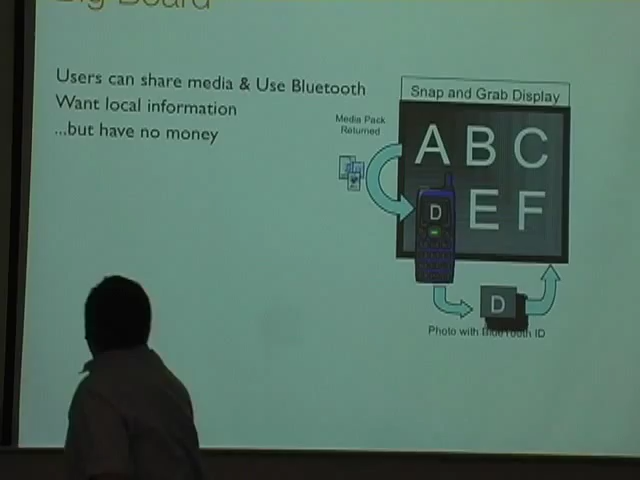 Big Board
Users can share media & Use Bluetooth
Want local information
...but have no money
Snap and Grab Display
Media Pack
Returned
A B C
D E F
D
Photo with Bluetooth ID